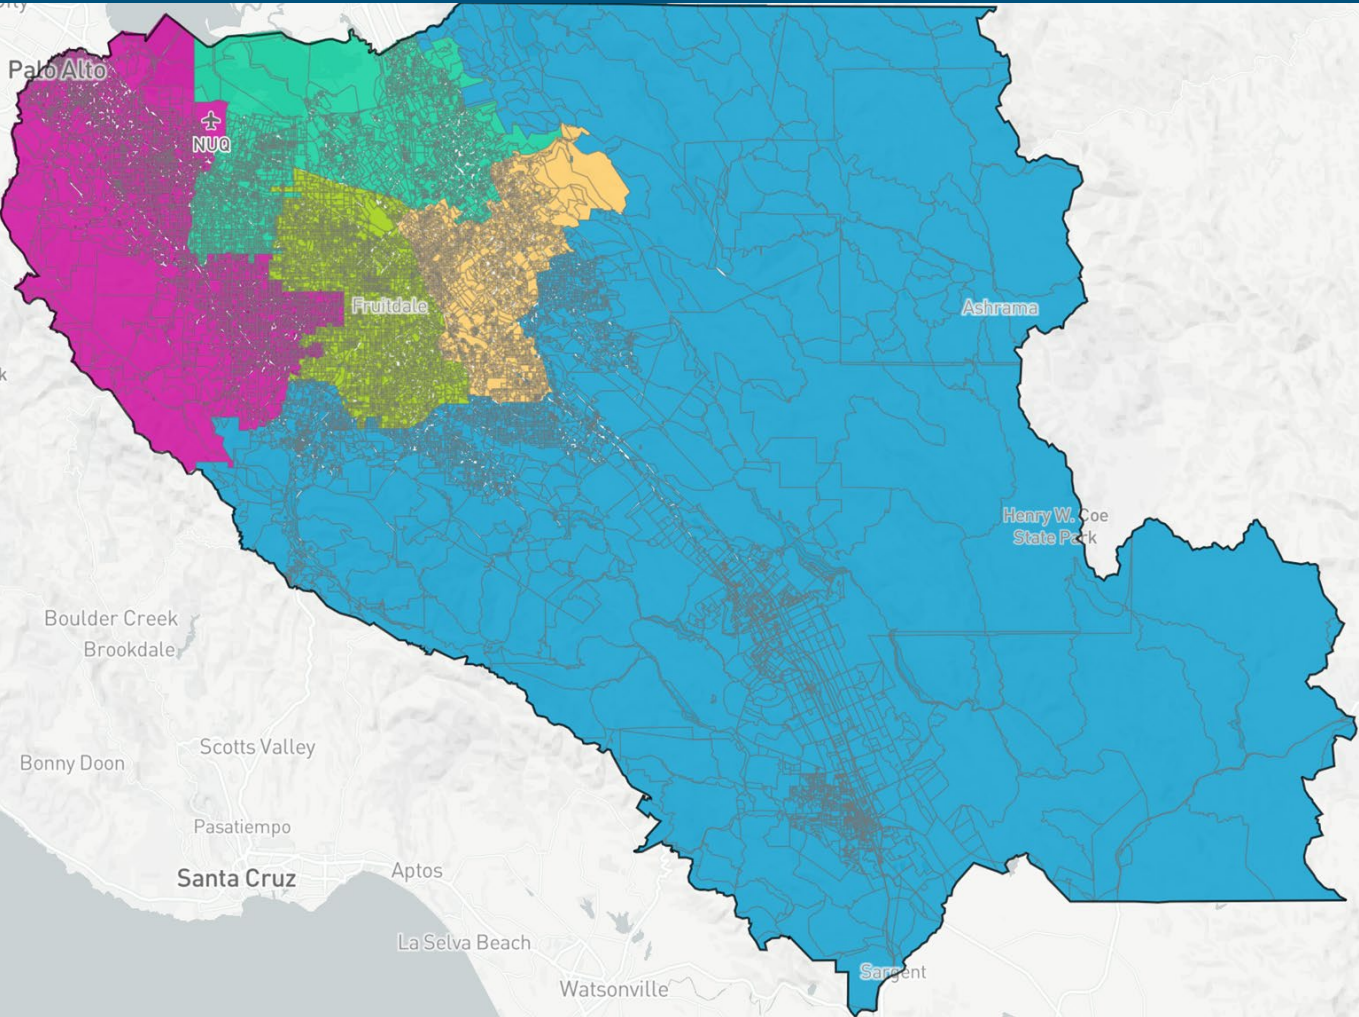 Palo Alto
NUQ
Fruitdale
Ashrama
Henry W. Coe
State Park
Boulder Creek
Brookdale
Scotts Valley
Bonny Doon
Pasatiempo
Santa Cruz
Aptos
La Selva Beach
Watsonville
Sargent